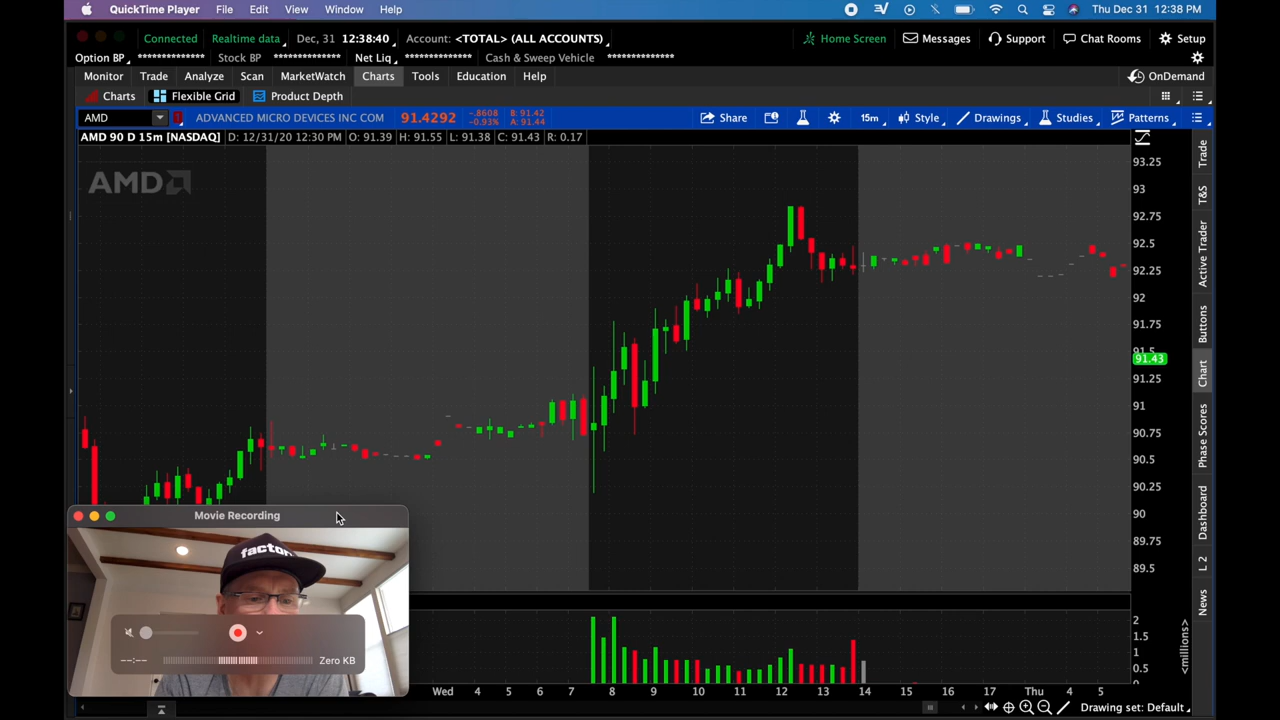 QuickTime Player File Edit View Window Help Thu Dec 31 12:38 PM
Connected Realtime data Dec, 31 12:38:40 Account: <TOTAL> (ALL ACCOUNTS) Home Screen Messages Support Chat Rooms Setup
Option BP ************** Stock BP ************** Net Liq ************** Cash & Sweep Vehicle **************
Monitor Trade Analyze Scan MarketWatch Charts Tools Education Help OnDemand
Charts Flexible Grid Product Depth
AMD ADVANCED MICRO DEVICES INC COM 91.4292 -.8608 -0.93% B: 91.42 A: 91.44 Share 15m Style Drawings Studies Patterns
AMD 90 D 15m [NASDAQ] D: 12/31/20 12:30 PM O: 91.39 H: 91.55 L: 91.38 C: 91.43 R: 0.17
AMD
93.25
93
92.75
92.5
92.25
92
91.75
91.5
91.43
91.25
91
90.75
90.5
90.25
90
89.75
89.5
Trade
T&S
Active Trader
Buttons
Chart
Phase Scores
Dashboard
L 2
News
Movie Recording
factor
--:-- Zero KB
2
1.5
1
0.5
<millions>
Wed 4 5 6 7 8 9 10 11 12 13 14 15 16 17 Thu 4 5
Drawing set: Default